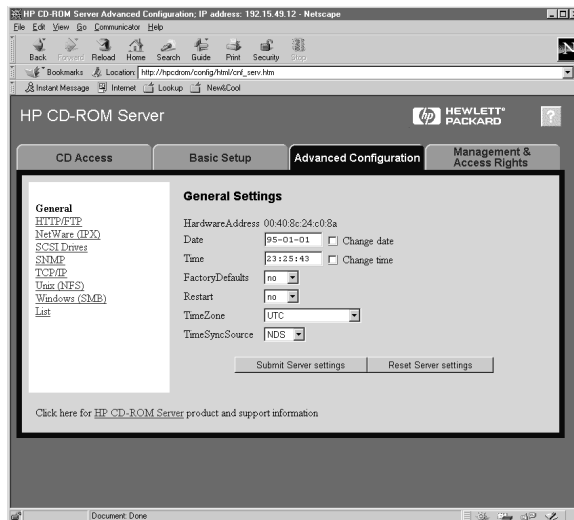 HP CD-ROM Server Advanced Configuration; IP address: 192.15.49.12 - Netscape
File Edit View Go Communicator Help
Back Forward Reload Home Search Guide Print Security Stop
N
Bookmarks Location: http://hpcdrom/config/html/cnf_serv.htm
Instant Message Internet Lookup New&Cool
HP CD-ROM Server
hp HEWLETT® PACKARD
?
CD Access
Basic Setup
Advanced Configuration
Management & Access Rights
General
HTTP/FTP
NetWare (IPX)
SCSI Drives
SNMP
TCP/IP
Unix (NFS)
Windows (SMB)
List
General Settings
HardwareAddress 00:40:8c:24:c0:8a
Date 95-01-01 Change date
Time 23:25:43 Change time
FactoryDefaults no
Restart no
TimeZone UTC
TimeSyncSource NDS
Submit Server settings Reset Server settings
Click here for HP CD-ROM Server product and support information
Document: Done